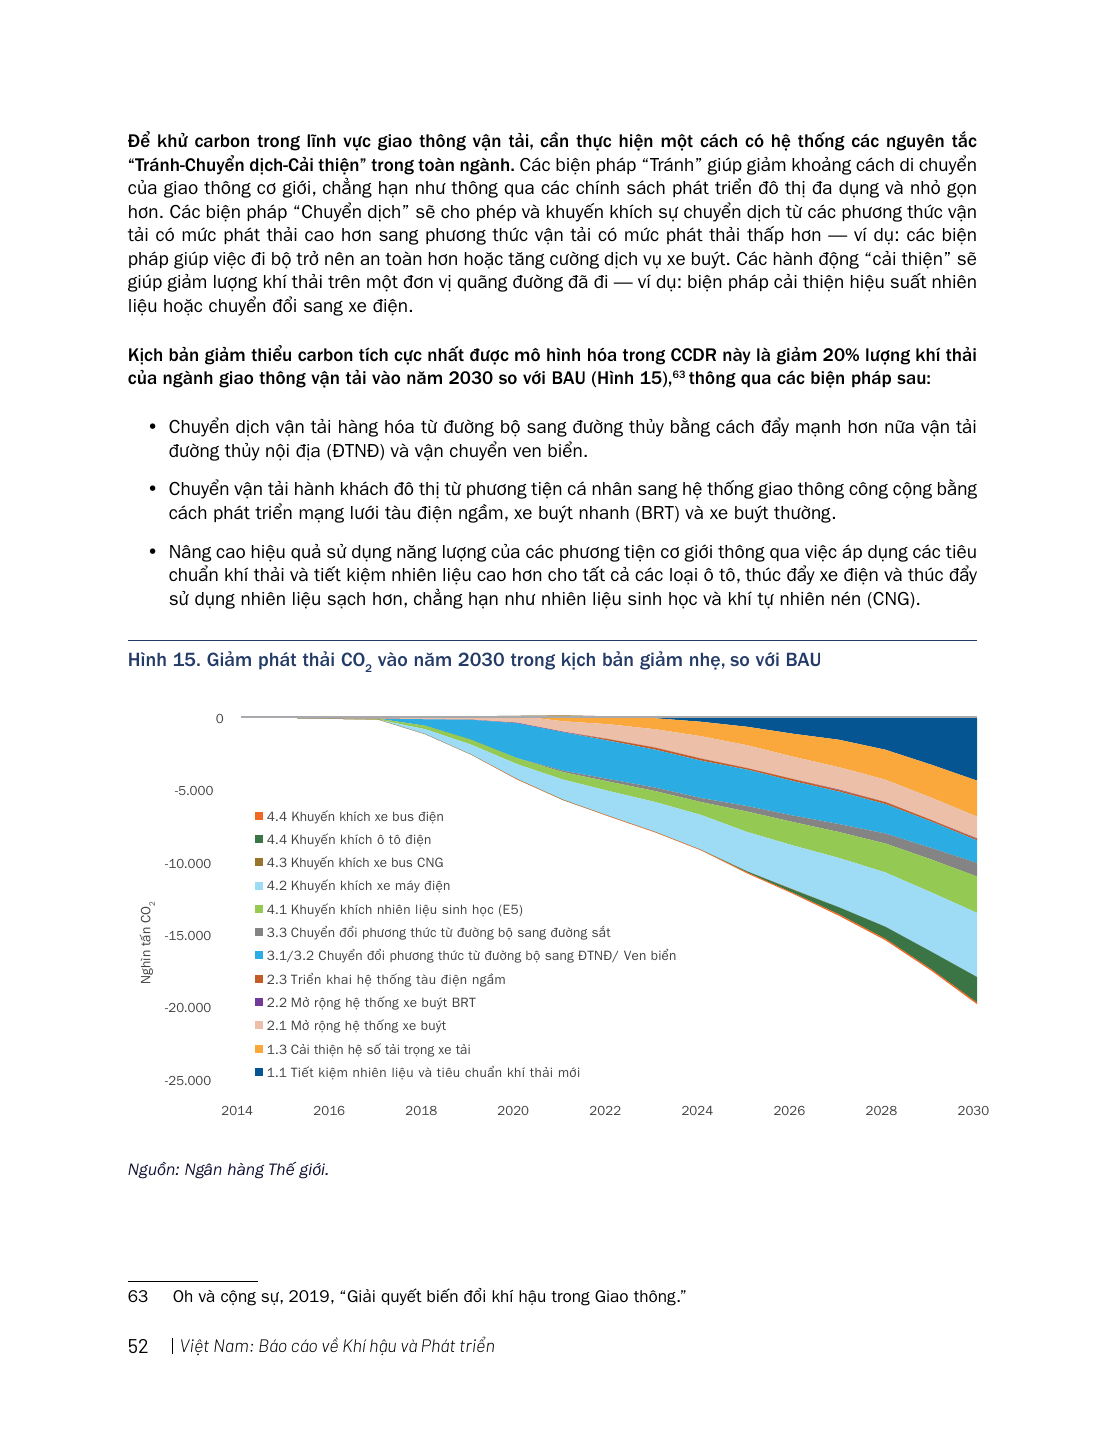 Để khử carbon trong lĩnh vực giao thông vận tải, cần thực hiện một cách có hệ thống các nguyên tắc
“Tránh-Chuyển dịch-Cải thiện” trong toàn ngành. Các biện pháp “Tránh” giúp giảm khoảng cách di chuyển
của giao thông cơ giới, chẳng hạn như thông qua các chính sách phát triển đô thị đa dụng và nhỏ gọn
hơn. Các biện pháp “Chuyển dịch” sẽ cho phép và khuyến khích sự chuyển dịch từ các phương thức vận
tải có mức phát thải cao hơn sang phương thức vận tải có mức phát thải thấp hơn — ví dụ: các biện
pháp giúp việc đi bộ trở nên an toàn hơn hoặc tăng cường dịch vụ xe buýt. Các hành động “cải thiện” sẽ
giúp giảm lượng khí thải trên một đơn vị quãng đường đã đi — ví dụ: biện pháp cải thiện hiệu suất nhiên
liệu hoặc chuyển đổi sang xe điện.
Kịch bản giảm thiểu carbon tích cực nhất được mô hình hóa trong CCDR này là giảm 20% lượng khí thải
của ngành giao thông vận tải vào năm 2030 so với BAU (Hình 15),63 thông qua các biện pháp sau:
• Chuyển dịch vận tải hàng hóa từ đường bộ sang đường thủy bằng cách đẩy mạnh hơn nữa vận tải
đường thủy nội địa (ĐTNĐ) và vận chuyển ven biển.
• Chuyển vận tải hành khách đô thị từ phương tiện cá nhân sang hệ thống giao thông công cộng bằng
cách phát triển mạng lưới tàu điện ngầm, xe buýt nhanh (BRT) và xe buýt thường.
• Nâng cao hiệu quả sử dụng năng lượng của các phương tiện cơ giới thông qua việc áp dụng các tiêu
chuẩn khí thải và tiết kiệm nhiên liệu cao hơn cho tất cả các loại ô tô, thúc đẩy xe điện và thúc đẩy
sử dụng nhiên liệu sạch hơn, chẳng hạn như nhiên liệu sinh học và khí tự nhiên nén (CNG).
Hình 15. Giảm phát thải CO2 vào năm 2030 trong kịch bản giảm nhẹ, so với BAU
0
-5.000
-10.000
-15.000
-20.000
-25.000
Nghìn tấn CO2
4.4 Khuyến khích xe bus điện
4.4 Khuyến khích ô tô điện
4.3 Khuyến khích xe bus CNG
4.2 Khuyến khích xe máy điện
4.1 Khuyến khích nhiên liệu sinh học (E5)
3.3 Chuyển đổi phương thức từ đường bộ sang đường sắt
3.1/3.2 Chuyển đổi phương thức từ đường bộ sang ĐTNĐ/ Ven biển
2.3 Triển khai hệ thống tàu điện ngầm
2.2 Mở rộng hệ thống xe buýt BRT
2.1 Mở rộng hệ thống xe buýt
1.3 Cải thiện hệ số tải trọng xe tải
1.1 Tiết kiệm nhiên liệu và tiêu chuẩn khí thải mới
2014 2016 2018 2020 2022 2024 2026 2028 2030
Nguồn: Ngân hàng Thế giới.
63 Oh và cộng sự, 2019, “Giải quyết biến đổi khí hậu trong Giao thông.”
52 | Việt Nam: Báo cáo về Khí hậu và Phát triển